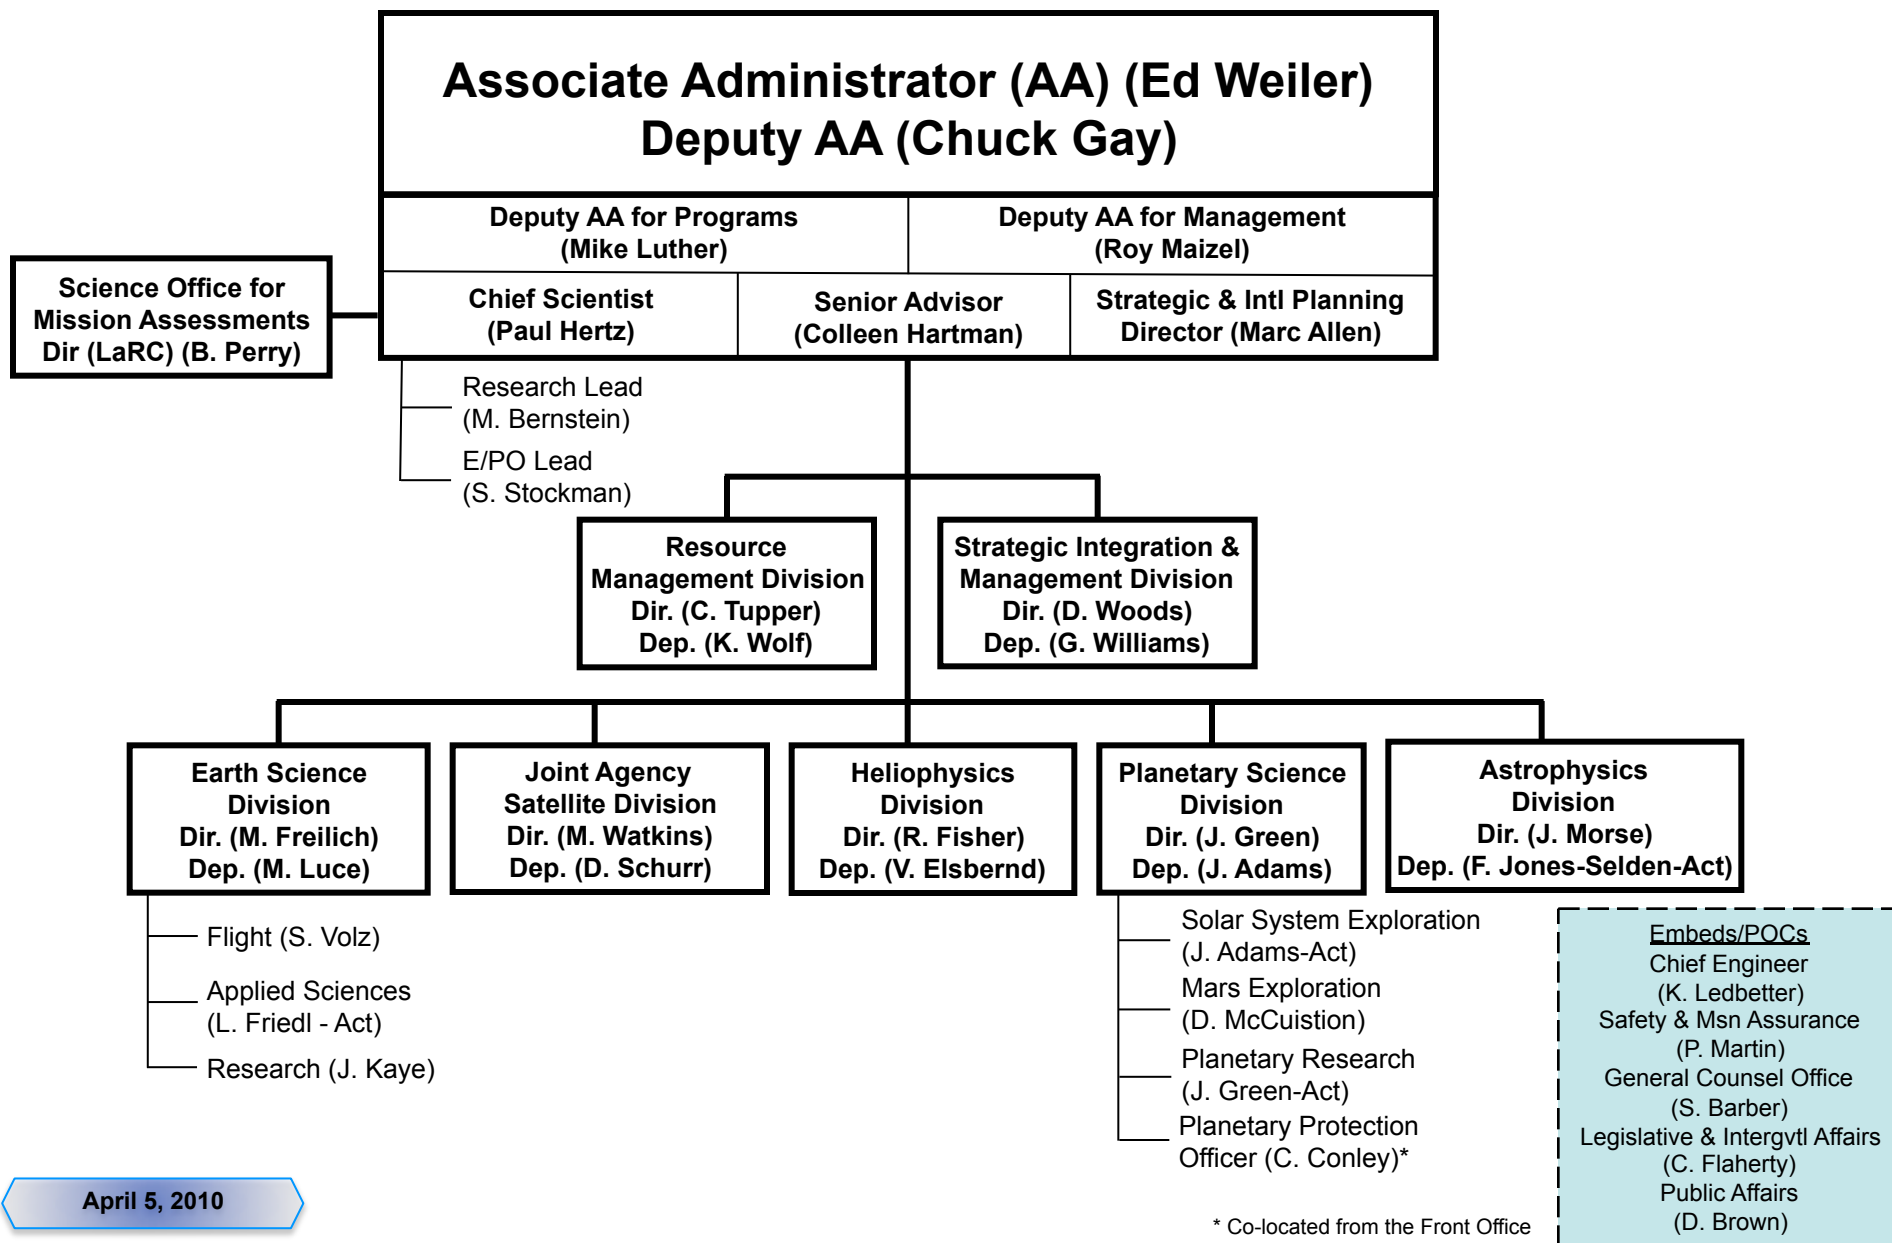 Associate Administrator (AA) (Ed Weiler)
Deputy AA (Chuck Gay)
Deputy AA for Programs
(Mike Luther)
Deputy AA for Management
(Roy Maizel)
Science Office for
Mission Assessments
Dir (LaRC) (B. Perry)
Chief Scientist
(Paul Hertz)
Senior Advisor
(Colleen Hartman)
Strategic & Intl Planning
Director (Marc Allen)
Research Lead
(M. Bernstein)
E/PO Lead
(S. Stockman)
Resource
Management Division
Dir. (C. Tupper)
Dep. (K. Wolf)
Strategic Integration &
Management Division
Dir. (D. Woods)
Dep. (G. Williams)
Earth Science
Division
Dir. (M. Freilich)
Dep. (M. Luce)
Joint Agency
Satellite Division
Dir. (M. Watkins)
Dep. (D. Schurr)
Heliophysics
Division
Dir. (R. Fisher)
Dep. (V. Elsbernd)
Planetary Science
Division
Dir. (J. Green)
Dep. (J. Adams)
Astrophysics
Division
Dir. (J. Morse)
Dep. (F. Jones-Selden-Act)
Flight (S. Volz)
Applied Sciences
(L. Friedl - Act)
Research (J. Kaye)
Solar System Exploration
(J. Adams-Act)
Mars Exploration
(D. McCuistion)
Planetary Research
(J. Green-Act)
Planetary Protection
Officer (C. Conley)*
Embeds/POCs
Chief Engineer
(K. Ledbetter)
Safety & Msn Assurance
(P. Martin)
General Counsel Office
(S. Barber)
Legislative & Intergvtl Affairs
(C. Flaherty)
Public Affairs
(D. Brown)
April 5, 2010
* Co-located from the Front Office